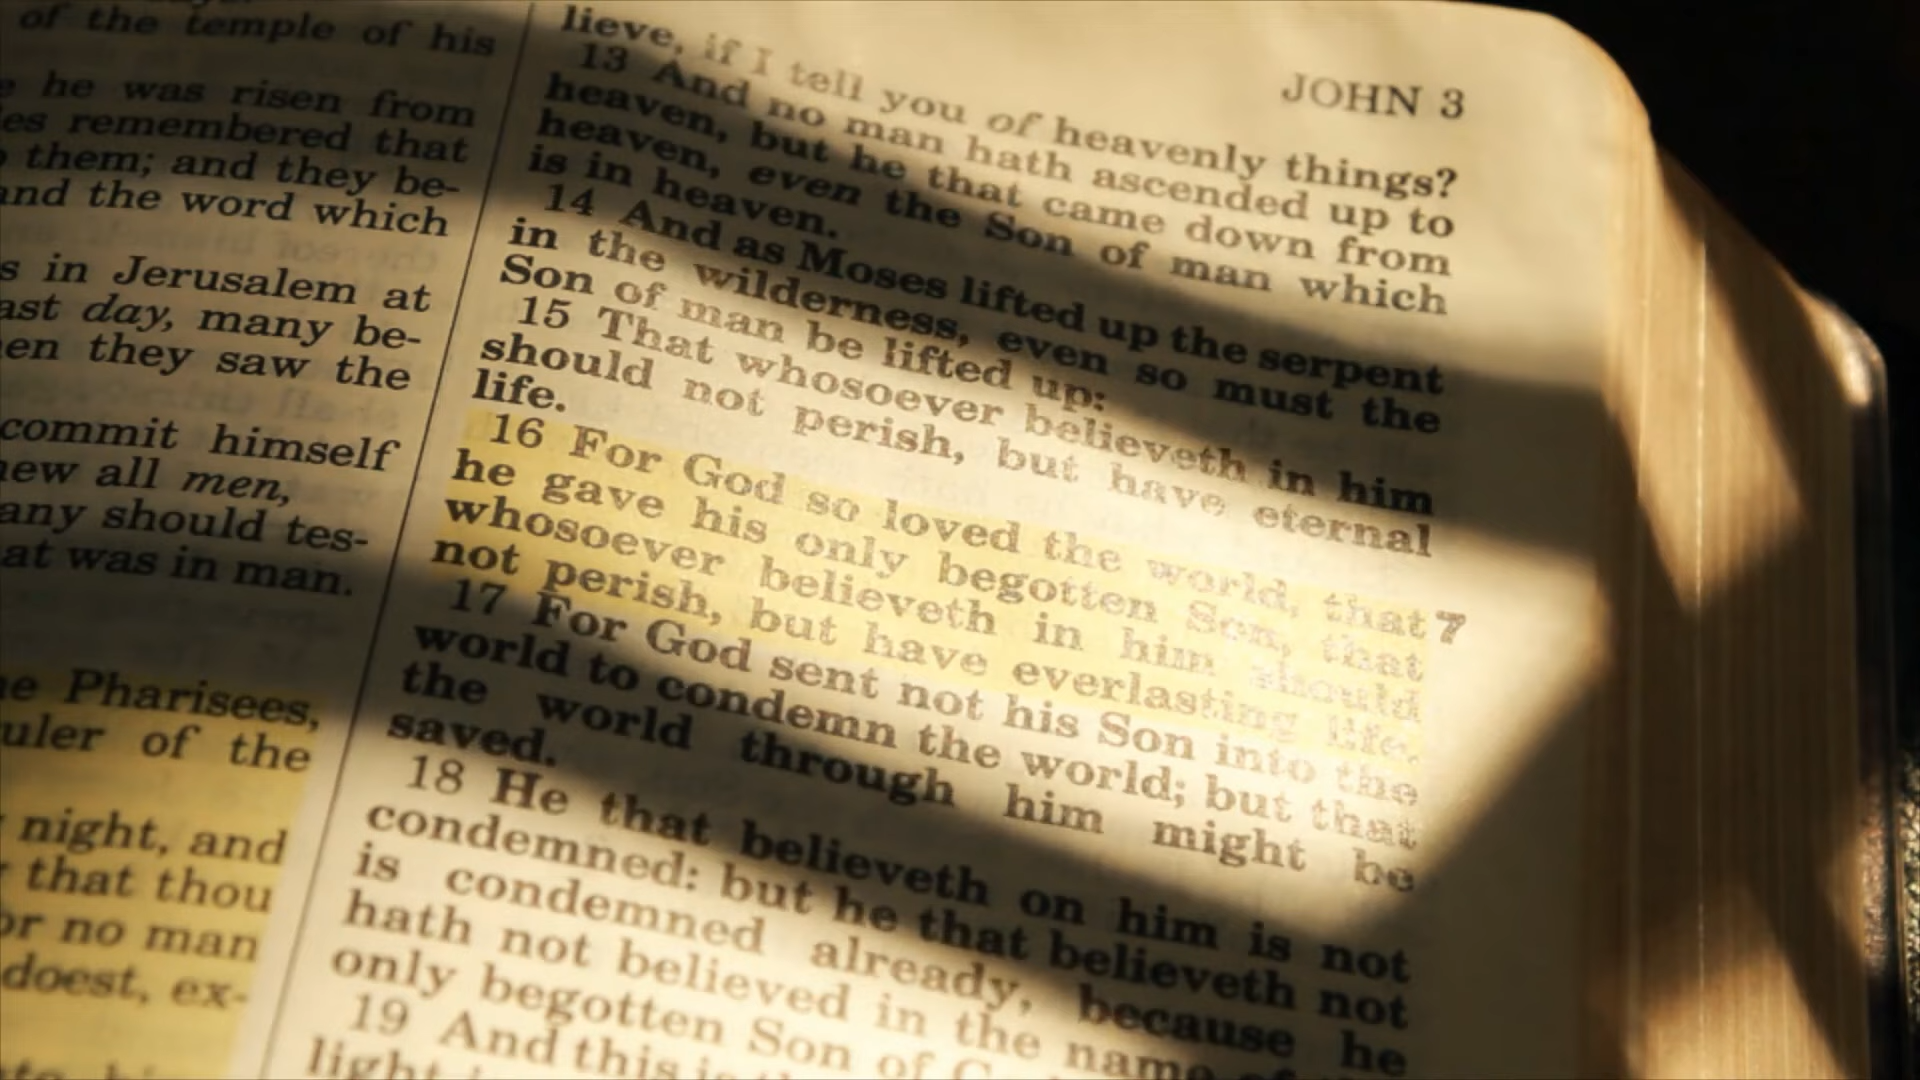 of the temple of his
he was risen from
remembered that
them; and they be-
and the word which
in Jerusalem at
day, many be-
they saw the
commit himself
all men,
any should tes-
at was in man.
Pharisees,
of the
night, and
that thou
no man
doest, ex-
JOHN 3
lieve, if I tell you of heavenly things?
13 And no man hath ascended up to
heaven, but he that came down from
heaven, even the Son of man which
is in heaven.
14 And as Moses lifted up the serpent
in the wilderness, even so must the
Son of man be lifted up:
15 That whosoever believeth in him
should not perish, but have eternal
life.
16 For God so loved the world, that 7
he gave his only begotten Son, that
whosoever believeth in him should
not perish, but have everlasting life.
17 For God sent not his Son into the
world to condemn the world; but that
the world through him might be
saved.
18 He that believeth on him is not
condemned: but he that believeth not
is condemned already, because he
hath not believed in the name of
only begotten Son of
19 And this is
light